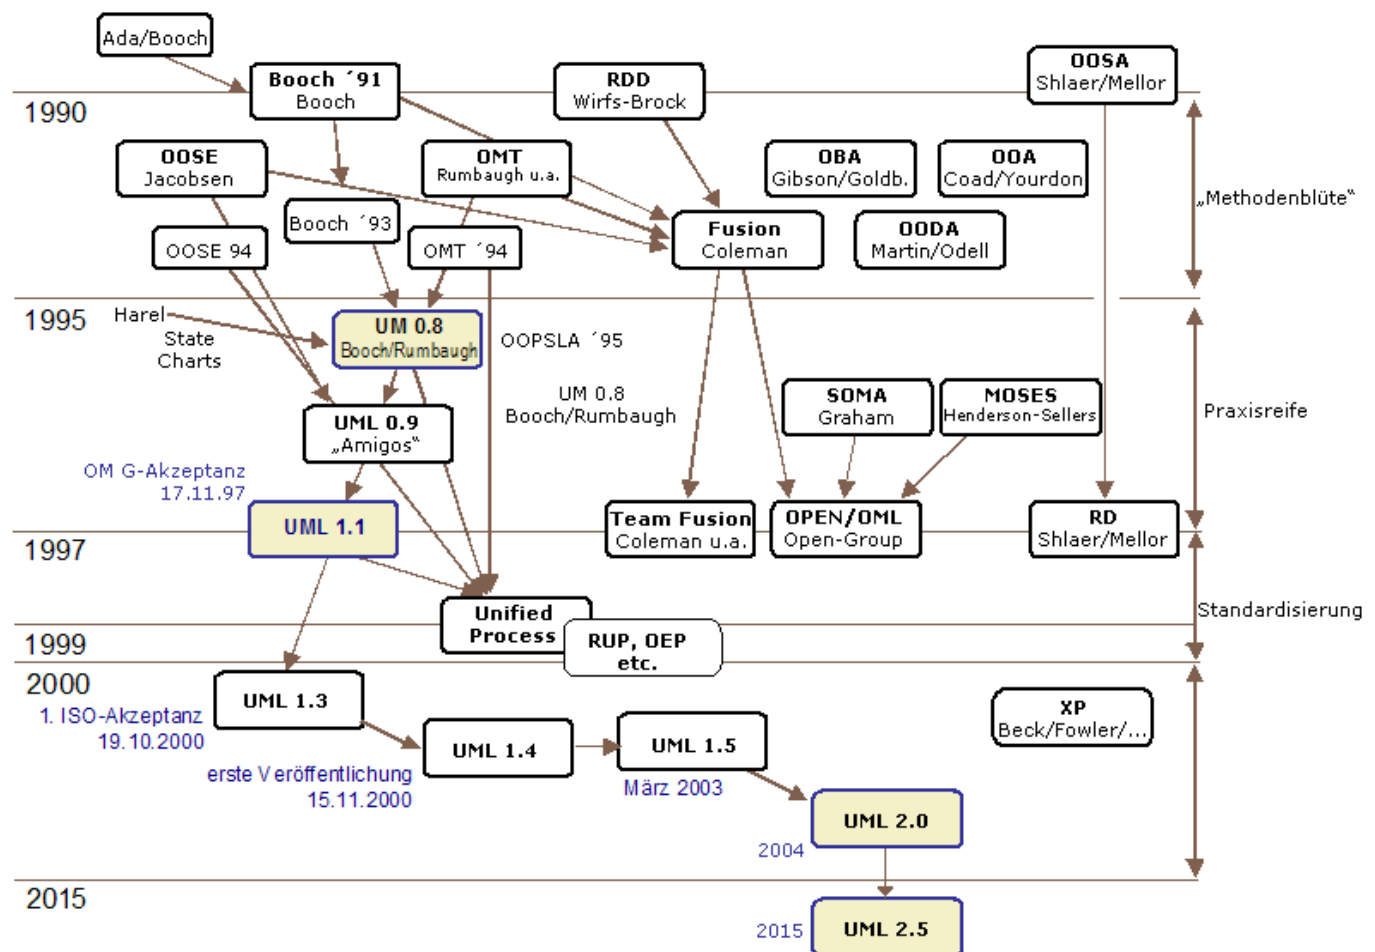 Ada/Booch
Booch ´91
Booch
RDD
Wirfs-Brock
OOSA
Shlaer/Mellor
1990
OOSE
Jacobsen
OMT
Rumbaugh u.a.
OBA
Gibson/Goldb.
OOA
Coad/Yourdon
„Methodenblüte“
Booch ´93
Fusion
Coleman
OODA
Martin/Odell
OOSE 94
OMT ´94
1995
Harel
State
Charts
UM 0.8
Booch/Rumbaugh
OOPSLA ´95
UM 0.8
Booch/Rumbaugh
SOMA
Graham
MOSES
Henderson-Sellers
Praxisreife
UML 0.9
„Amigos“
OM G-Akzeptanz
17.11.97
UML 1.1
Team Fusion
Coleman u.a.
OPEN/OML
Open-Group
RD
Shlaer/Mellor
1997
Unified
Process
Standardisierung
1999
RUP, OEP
etc.
2000
UML 1.3
1. ISO-Akzeptanz
19.10.2000
XP
Beck/Fowler/...
UML 1.4
UML 1.5
erste Veröffentlichung
15.11.2000
März 2003
UML 2.0
2004
2015
UML 2.5
2015